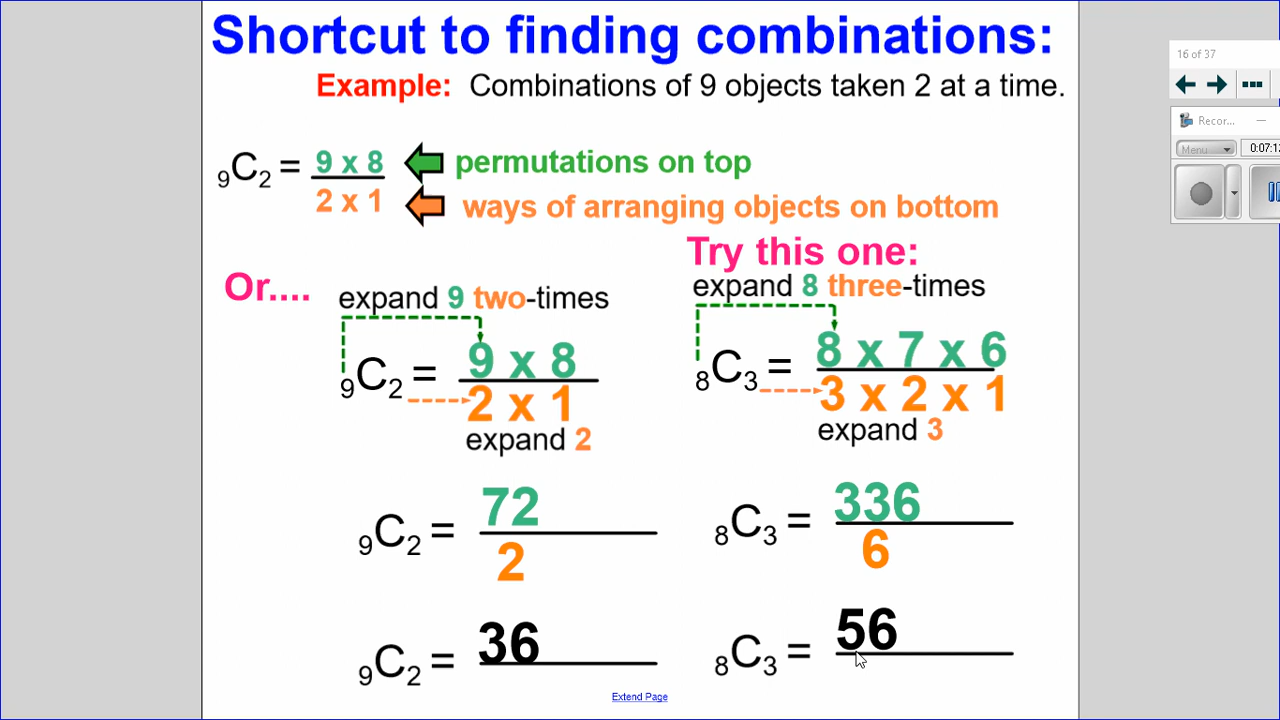 Shortcut to finding combinations:
Example: Combinations of 9 objects taken 2 at a time.
9C2 = 9 x 8 permutations on top
2 x 1 ways of arranging objects on bottom
Or....
expand 9 two-times
9C2 = 9 x 8
2 x 1
expand 2
9C2 = 72
2
9C2 = 36
Try this one:
expand 8 three-times
8C3 = 8 x 7 x 6
3 x 2 x 1
expand 3
8C3 = 336
6
8C3 = 56
Extend Page
16 of 37
Recor...
Menu